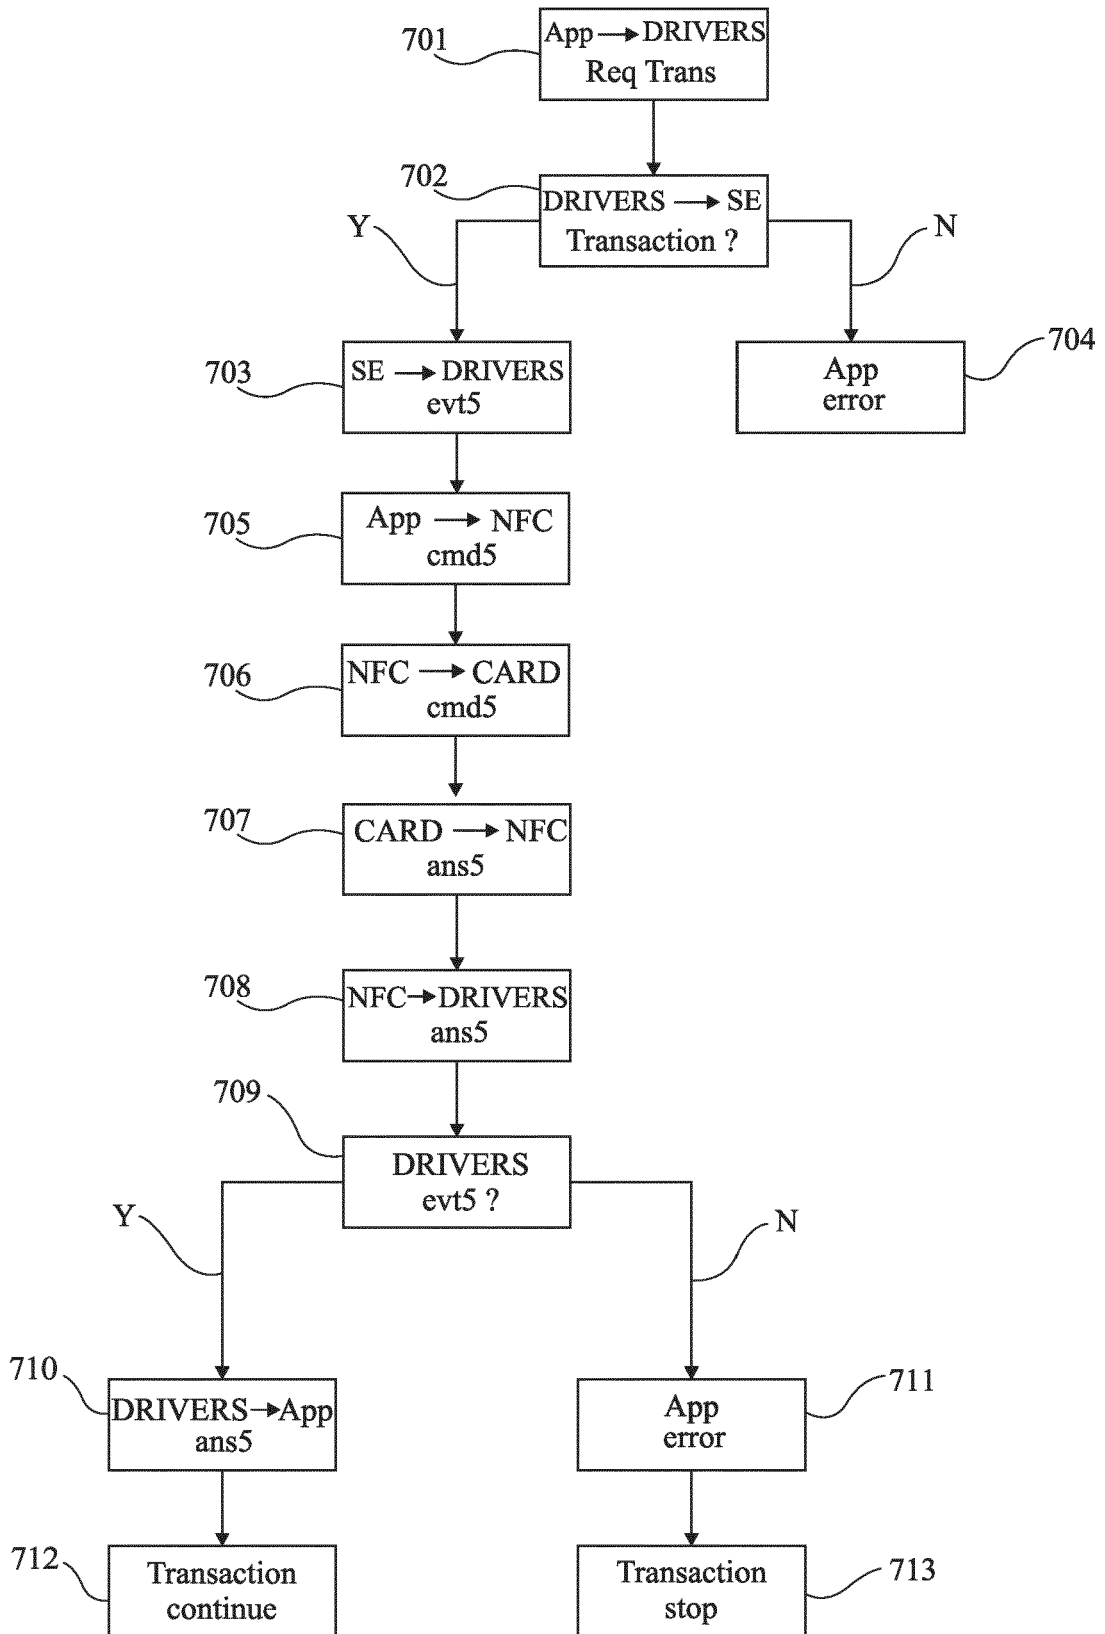 701
App → DRIVERS
Req Trans
702
DRIVERS → SE
Transaction ?
Y
N
703
SE → DRIVERS
evt5
704
App
error
705
App → NFC
cmd5
706
NFC → CARD
cmd5
707
CARD → NFC
ans5
708
NFC → DRIVERS
ans5
709
DRIVERS
evt5 ?
Y
N
710
DRIVERS → App
ans5
711
App
error
712
Transaction
continue
713
Transaction
stop